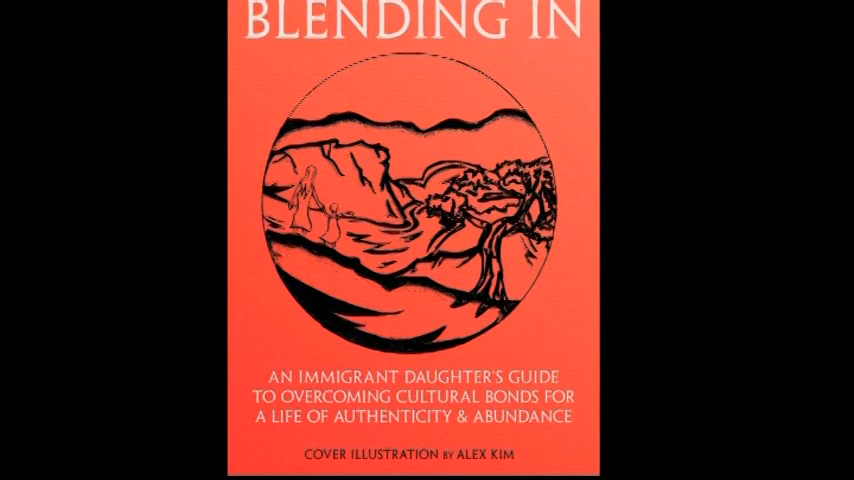 BLENDING IN
AN IMMIGRANT DAUGHTER'S GUIDE
TO OVERCOMING CULTURAL BONDS FOR
A LIFE OF AUTHENTICITY & ABUNDANCE
COVER ILLUSTRATION BY ALEX KIM